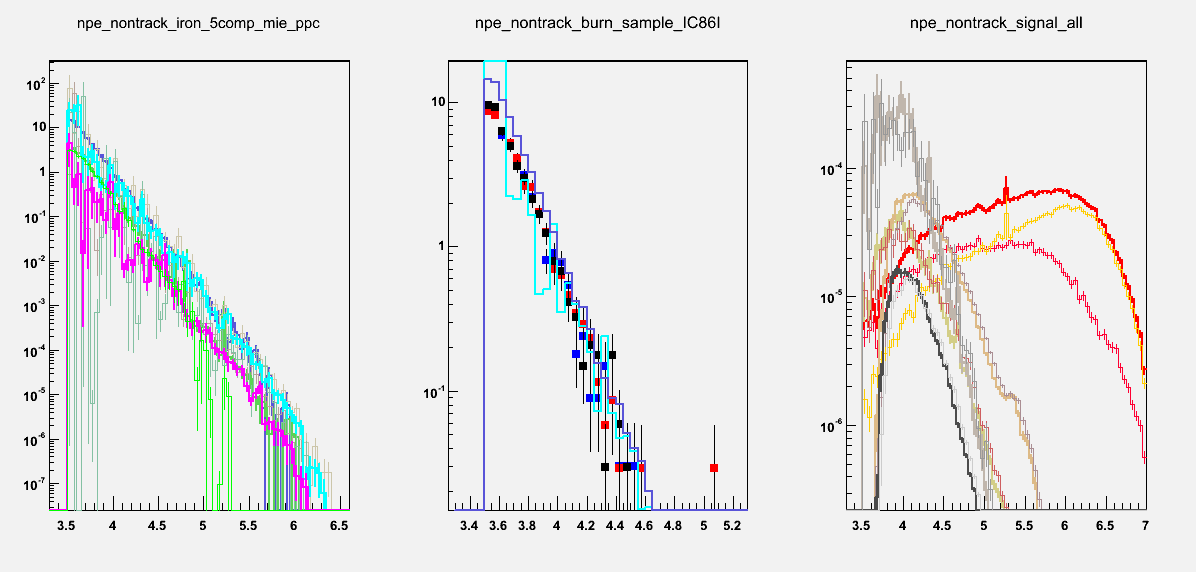 npe_nontrack_iron_5comp_mie_ppc
npe_nontrack_burn_sample_IC86I
npe_nontrack_signal_all
10^2
10
1
10^-1
10^-2
10^-3
10^-4
10^-5
10^-6
10^-7
3.5 4 4.5 5 5.5 6 6.5
10
1
10^-1
3.4 3.6 3.8 4 4.2 4.4 4.6 4.8 5 5.2
10^-4
10^-5
10^-6
3.5 4 4.5 5 5.5 6 6.5 7